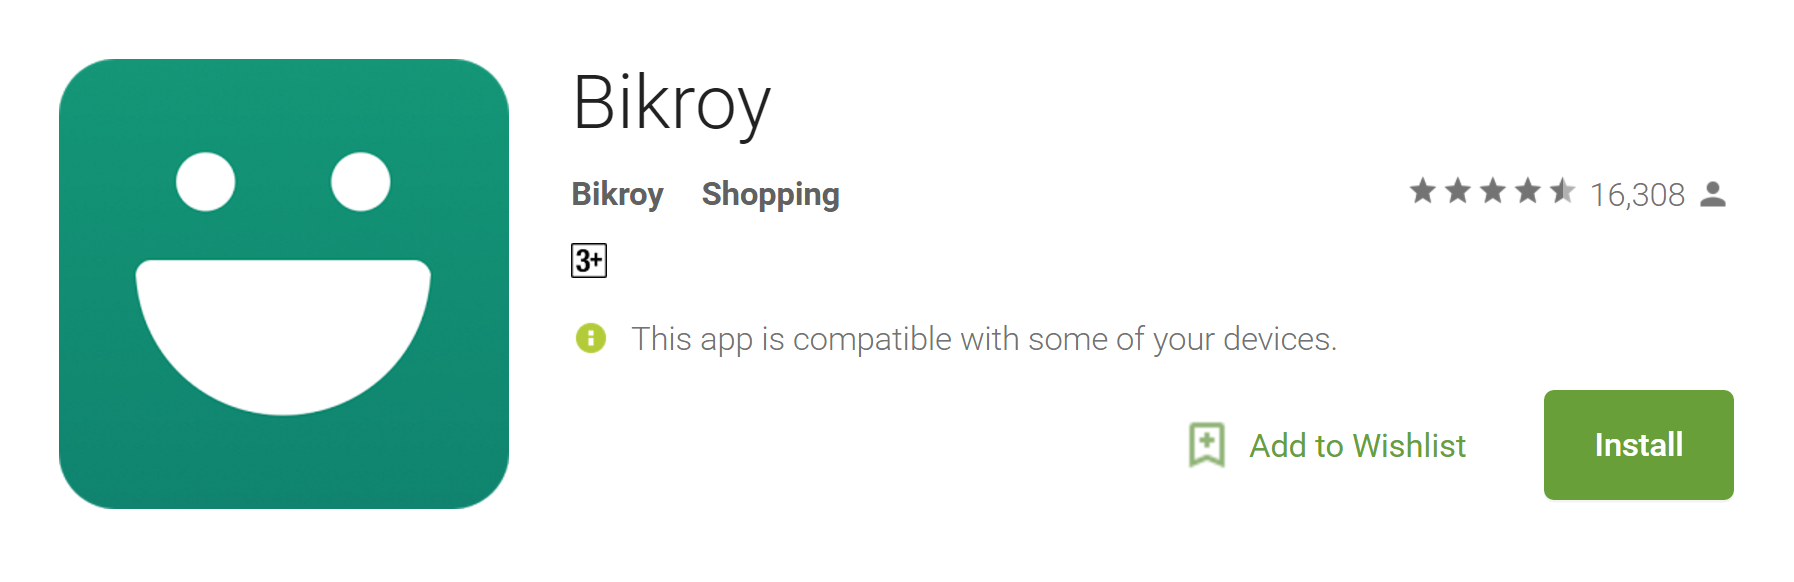 Bikroy
Bikroy Shopping
16,308
3+
This app is compatible with some of your devices.
Add to Wishlist
Install